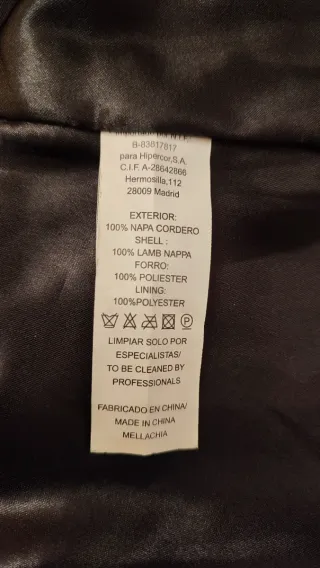 B-83817817
para Hipercor,S.A.
C.I.F. A-28642866
Hermosilla,112
28009 Madrid
EXTERIOR:
100% NAPA CORDERO
SHELL :
100% LAMB NAPPA
FORRO:
100% POLIESTER
LINING:
100%POLYESTER
P
LIMPIAR SOLO POR
ESPECIALISTAS/
TO BE CLEANED BY
PROFESSIONALS
FABRICADO EN CHINA/
MADE IN CHINA
MELLACHIA